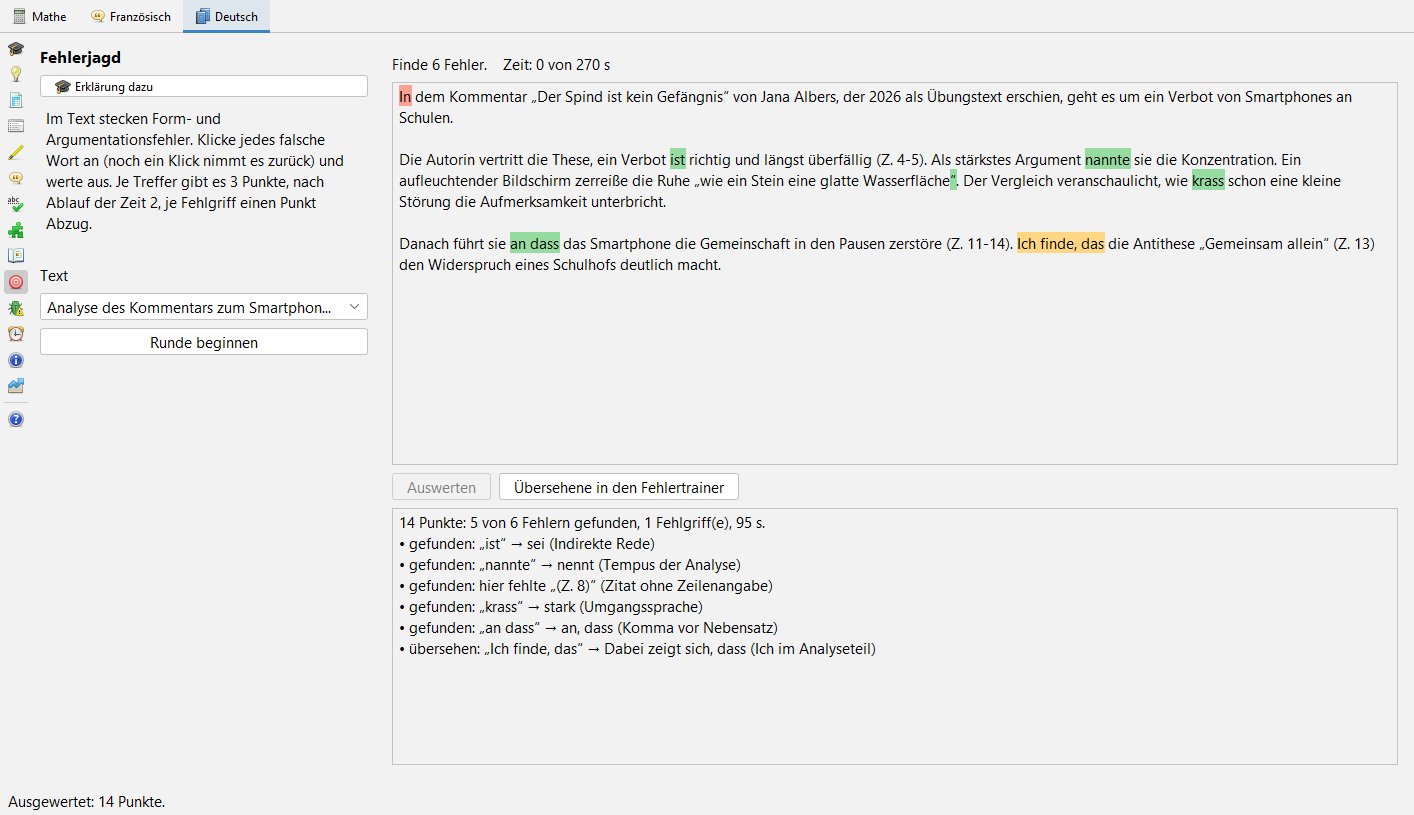 Mathe
Französisch
Deutsch
Fehlerjagd
Erklärung dazu
Im Text stecken Form- und
Argumentationsfehler. Klicke jedes falsche
Wort an (noch ein Klick nimmt es zurück) und
werte aus. Je Treffer gibt es 3 Punkte, nach
Ablauf der Zeit 2, je Fehlgriff einen Punkt
Abzug.
Text
Analyse des Kommentars zum Smartphon...
Runde beginnen
Finde 6 Fehler. Zeit: 0 von 270 s
In dem Kommentar „Der Spind ist kein Gefängnis“ von Jana Albers, der 2026 als Übungstext erschien, geht es um ein Verbot von Smartphones an
Schulen.
Die Autorin vertritt die These, ein Verbot ist richtig und längst überfällig (Z. 4-5). Als stärkstes Argument nannte sie die Konzentration. Ein
aufleuchtender Bildschirm zerreiße die Ruhe „wie ein Stein eine glatte Wasserfläche“. Der Vergleich veranschaulicht, wie krass schon eine kleine
Störung die Aufmerksamkeit unterbricht.
Danach führt sie an dass das Smartphone die Gemeinschaft in den Pausen zerstöre (Z. 11-14). Ich finde, das die Antithese „Gemeinsam allein“ (Z. 13)
den Widerspruch eines Schulhofs deutlich macht.
Auswerten
Übersehene in den Fehlertrainer
14 Punkte: 5 von 6 Fehlern gefunden, 1 Fehlgriff(e), 95 s.
• gefunden: „ist“ → sei (Indirekte Rede)
• gefunden: „nannte“ → nennt (Tempus der Analyse)
• gefunden: hier fehlte „(Z. 8)“ (Zitat ohne Zeilenangabe)
• gefunden: „krass“ → stark (Umgangssprache)
• gefunden: „an dass“ → an, dass (Komma vor Nebensatz)
• übersehen: „Ich finde, das“ → Dabei zeigt sich, dass (Ich im Analyseteil)
Ausgewertet: 14 Punkte.